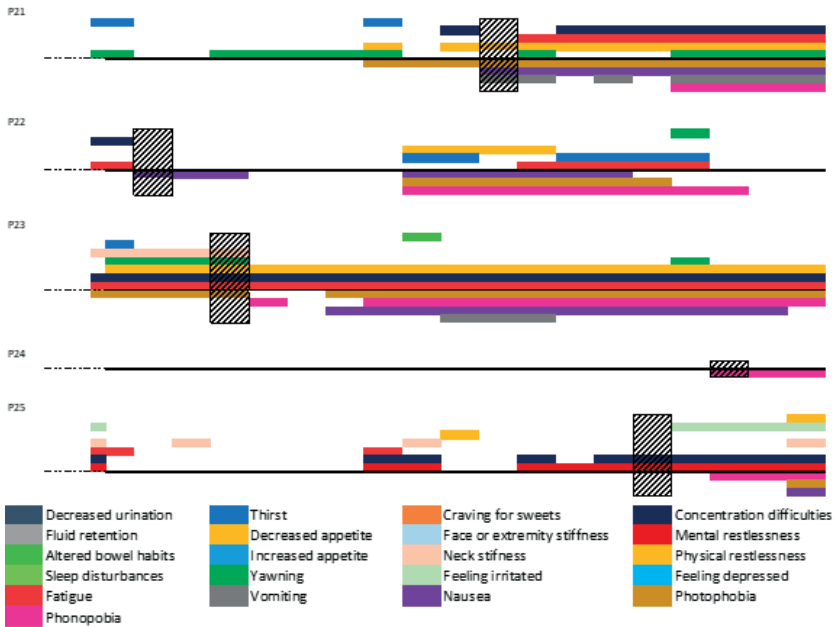 P21
P22
P23
P24
P25
Decreased urination Thirst Craving for sweets Concentration difficulties
Fluid retention Decreased appetite Face or extremity stiffness Mental restlessness
Altered bowel habits Increased appetite Neck stifness Physical restlessness
Sleep disturbances Yawning Feeling irritated Feeling depressed
Fatigue Vomiting Nausea Photophobia
Phonopobia